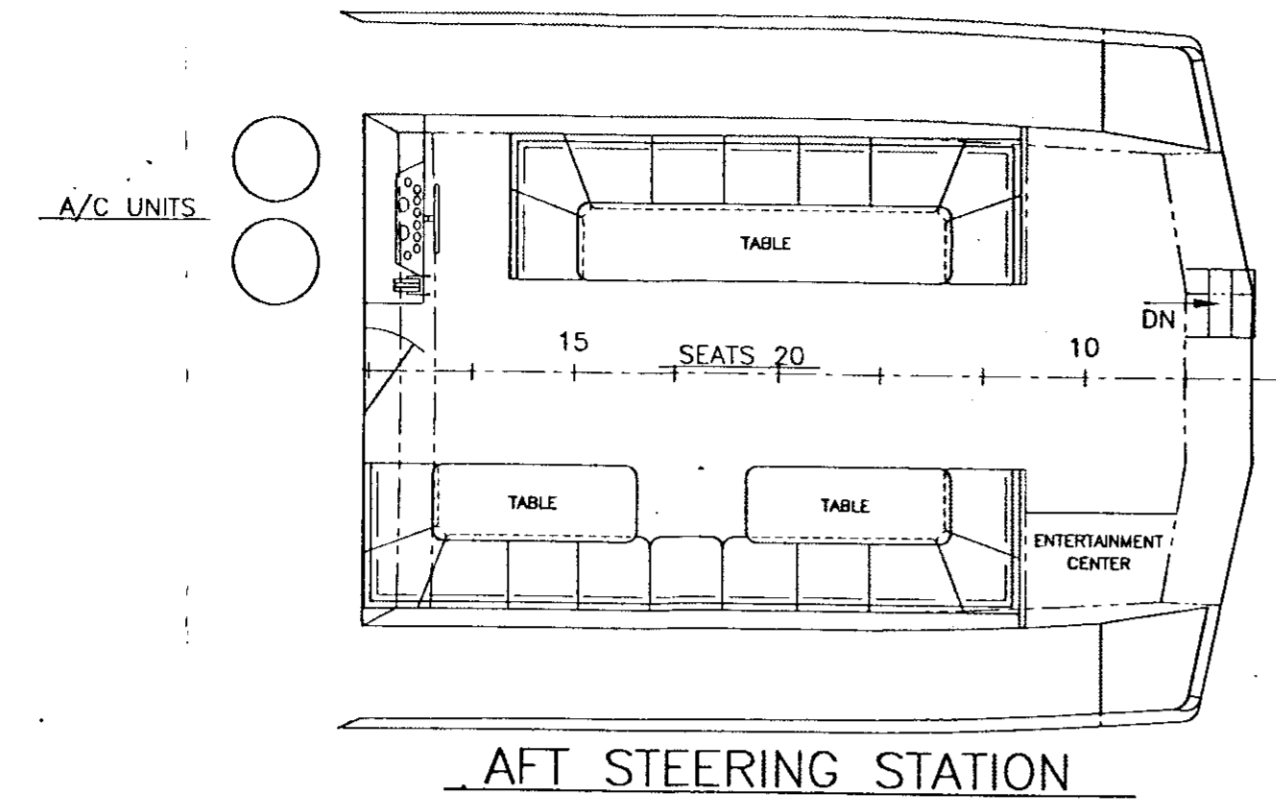 A/C UNITS
TABLE
DN
15
SEATS 20
10
TABLE
TABLE
ENTERTAINMENT
CENTER
AFT STEERING STATION